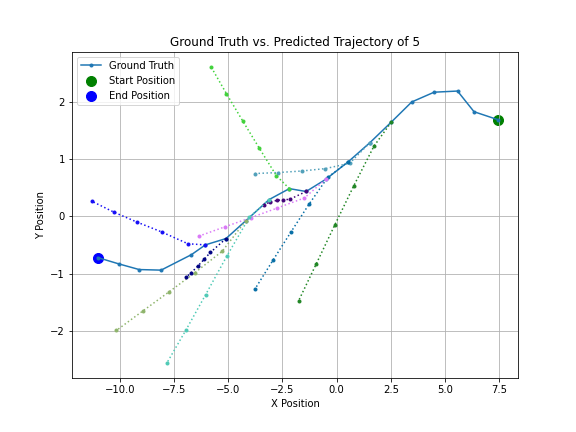 Ground Truth vs. Predicted Trajectory of 5
Ground Truth
Start Position
End Position
Y Position
2
1
0
−1
−2
−10.0 −7.5 −5.0 −2.5 0.0 2.5 5.0 7.5
X Position